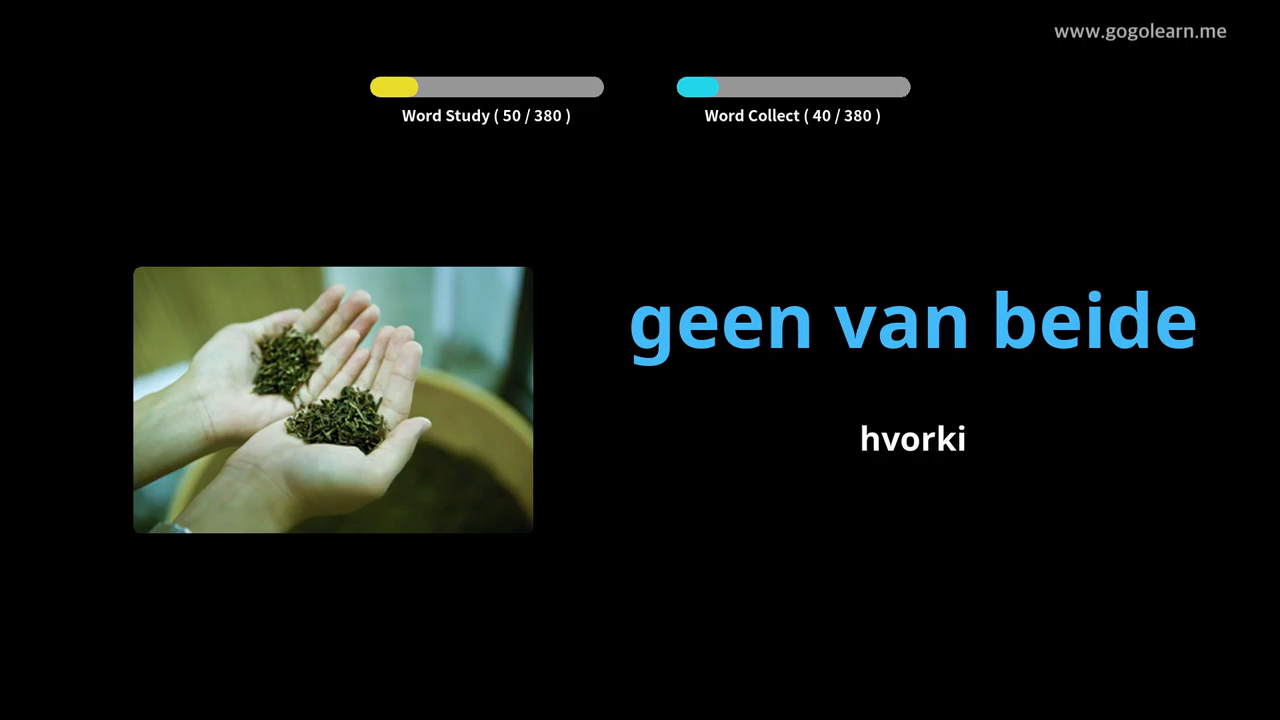 www.gogolearn.me
Word Study ( 50 / 380 )
Word Collect ( 40 / 380 )
geen van beide
hvorki